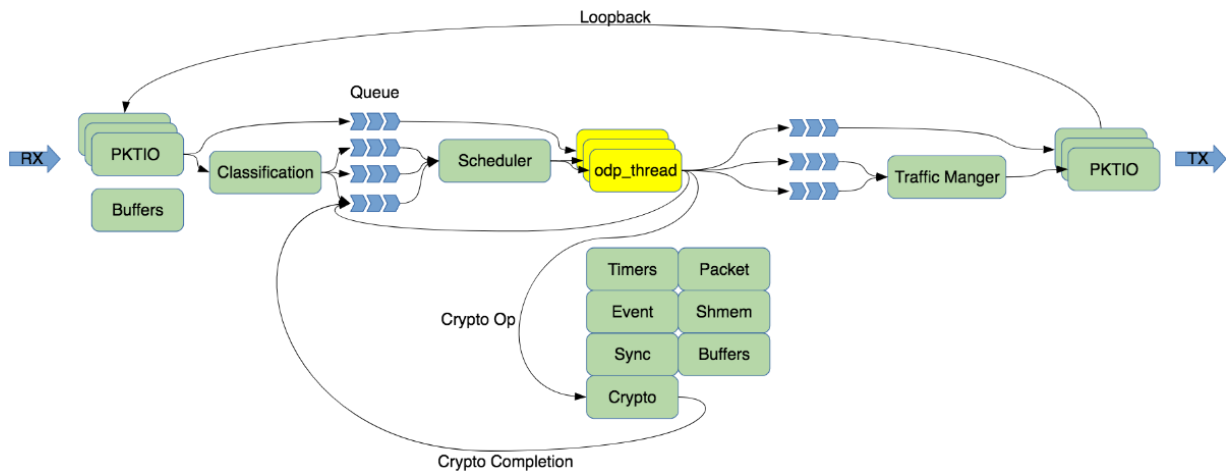 Loopback
Queue
RX
PKTIO
Classification
Scheduler
odp_thread
Traffic Manger
PKTIO
TX
Buffers
Timers
Packet
Event
Shmem
Crypto Op
Sync
Buffers
Crypto
Crypto Completion